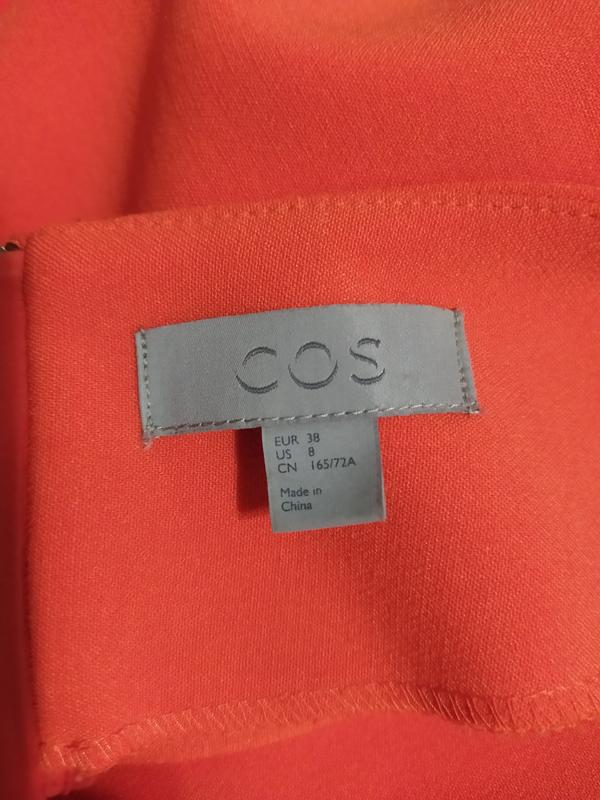 COS
EUR 38
US 8
CN 165/72A
Made in
China